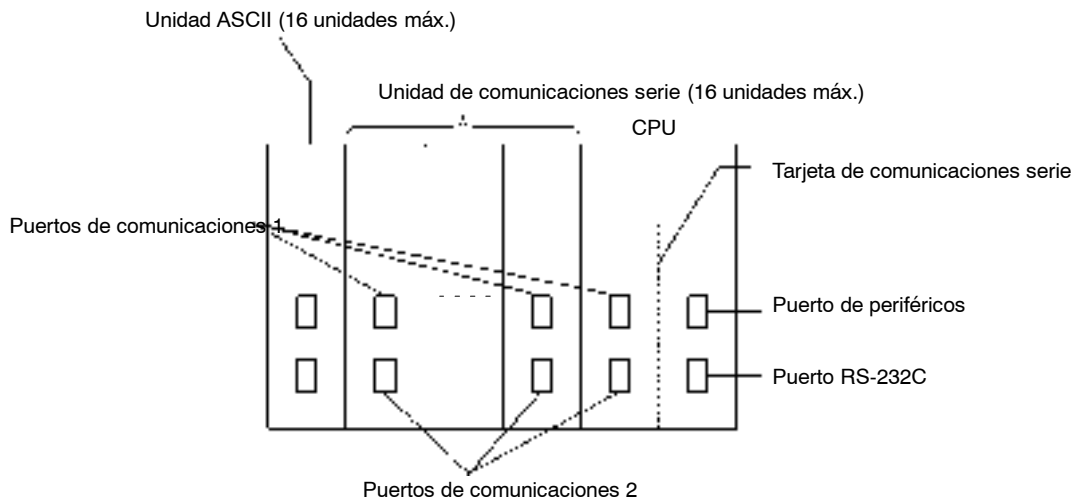 Unidad ASCII (16 unidades máx.)
Unidad de comunicaciones serie (16 unidades máx.)
CPU
Tarjeta de comunicaciones serie
Puertos de comunicaciones 1
Puerto de periféricos
Puerto RS-232C
Puertos de comunicaciones 2